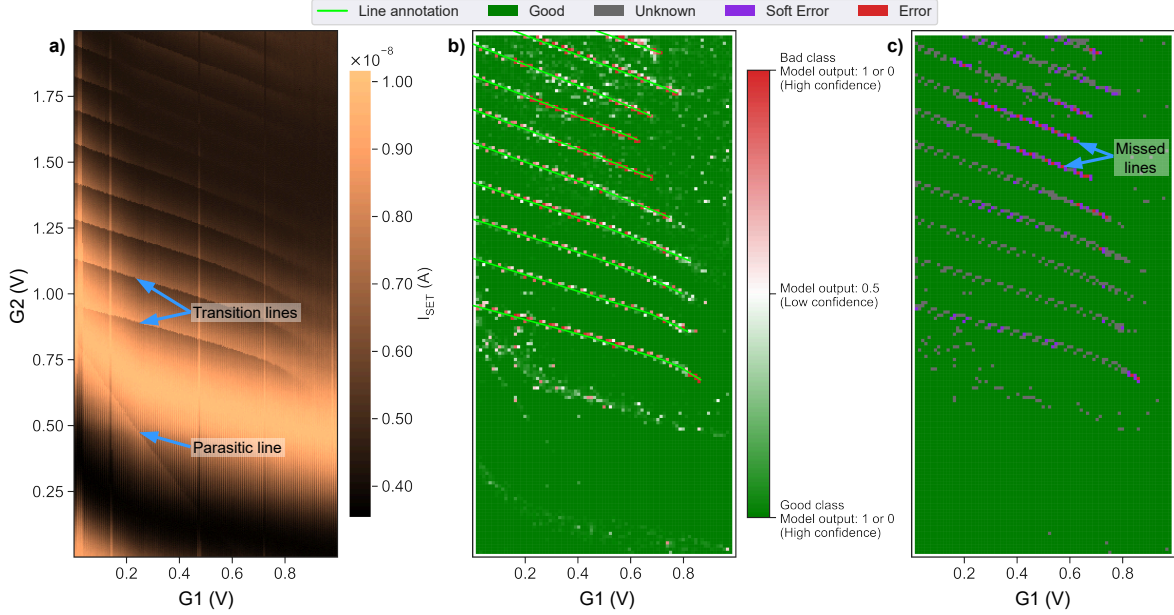 Line annotation Good Unknown Soft Error Error
a)
×10⁻⁸
1.75
1.50
1.25
1.00
0.75
0.50
0.25
G2 (V)
Transition lines
Parasitic line
0.2 0.4 0.6 0.8
G1 (V)
1.00
0.90
0.80
0.70
0.60
0.50
0.40
I_SET (A)
b)
0.2 0.4 0.6 0.8
G1 (V)
Bad class
Model output: 1 or 0
(High confidence)
Model output: 0.5
(Low confidence)
Good class
Model output: 1 or 0
(High confidence)
c)
Missed
lines
0.2 0.4 0.6 0.8
G1 (V)